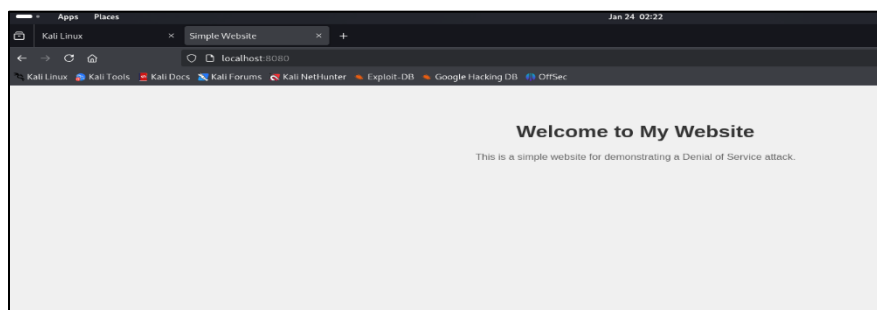 Apps Places Jan 24 02:22
Kali Linux × Simple Website × +
localhost:8080
Kali Linux Kali Tools Kali Docs Kali Forums Kali NetHunter Exploit-DB Google Hacking DB OffSec
Welcome to My Website
This is a simple website for demonstrating a Denial of Service attack.